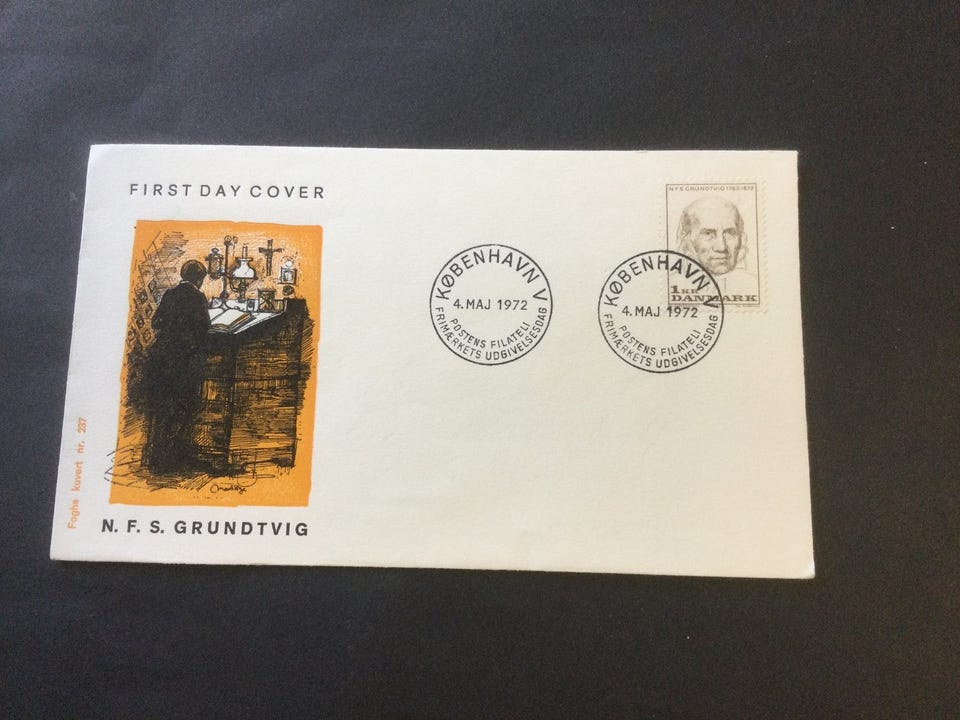 FIRST DAY COVER
N.F.S GRUNDTVIG 1783-1872
1 KR
DANMARK
KØBENHAVN V
4. MAJ 1972
POSTENS FILATELI
FRIMÆRKETS UDGIVELSESDAG
KØBENHAVN V
4. MAJ 1972
POSTENS FILATELI
FRIMÆRKETS UDGIVELSESDAG
Foghs kuvert nr. 237
N. F. S. GRUNDTVIG